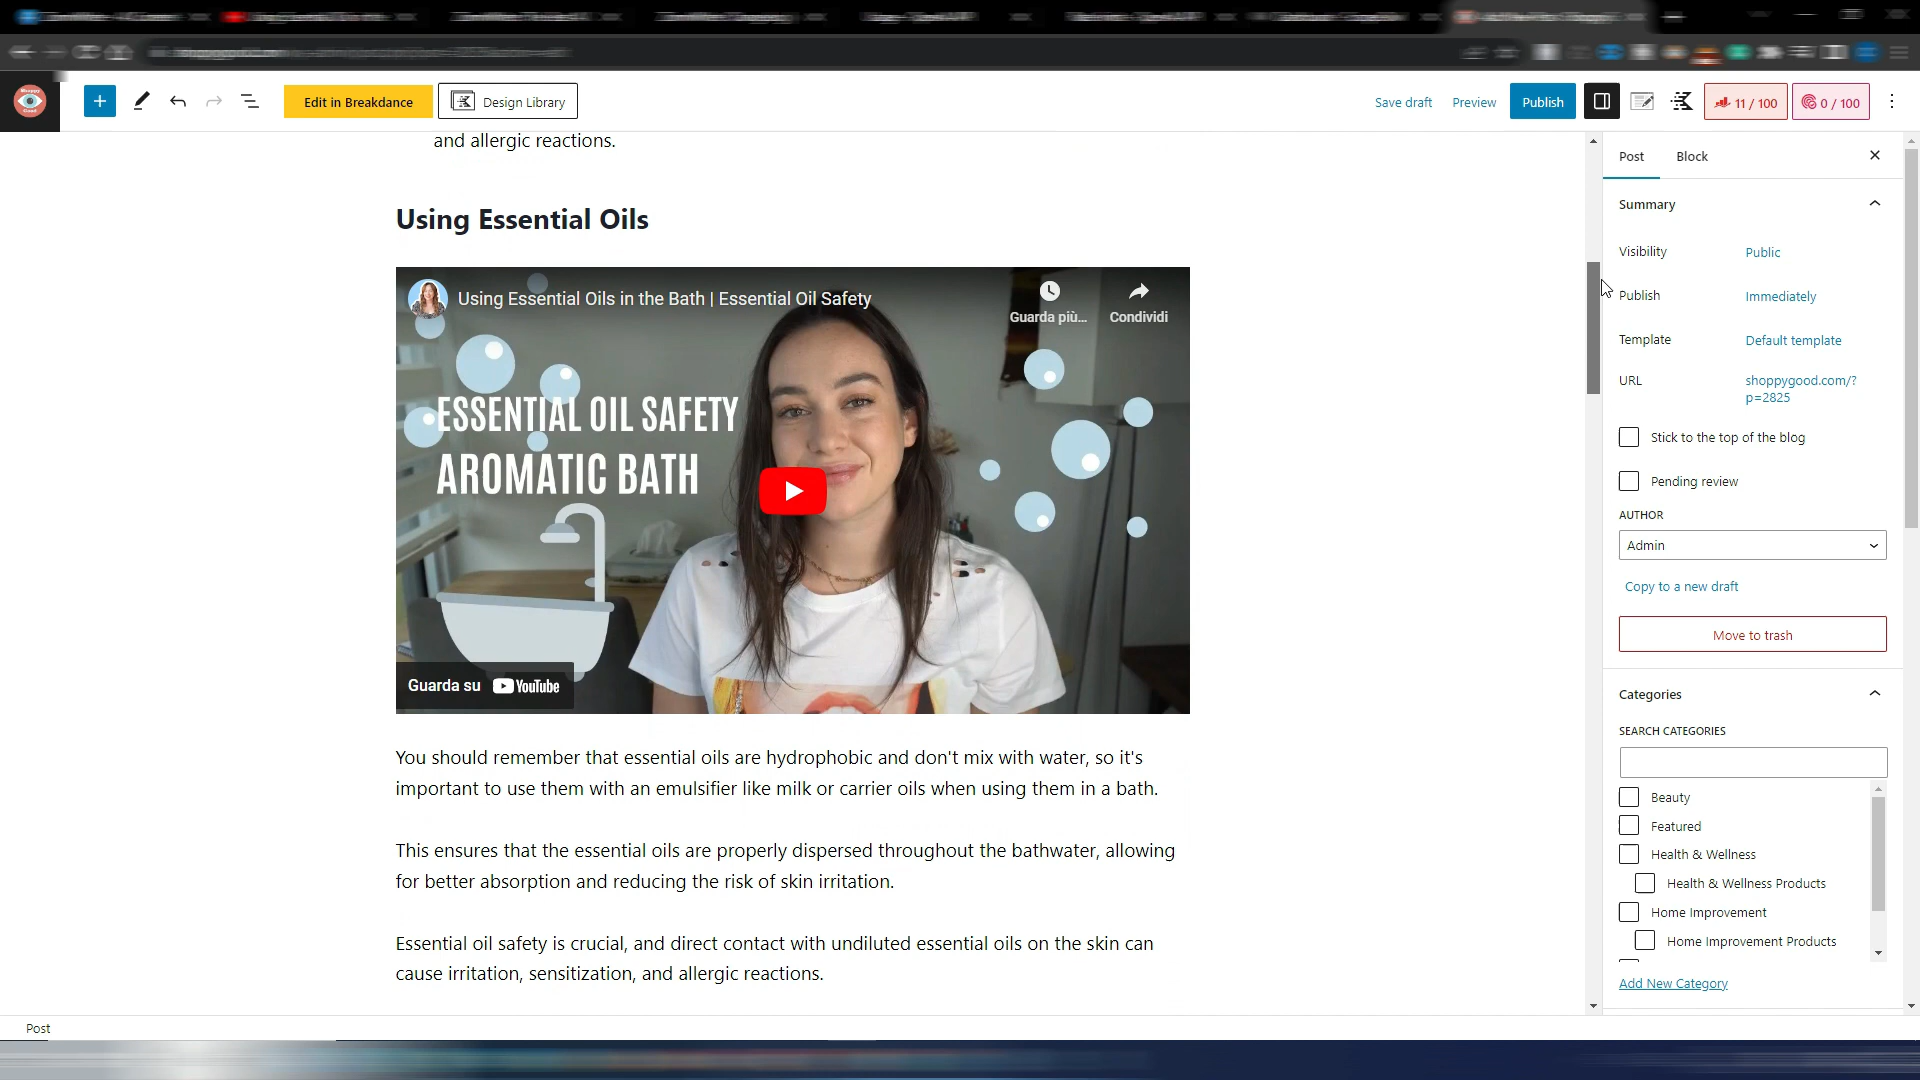 Edit in Breakdance
Design Library
Save draft
Preview
Publish
11 / 100
0 / 100
and allergic reactions.
Using Essential Oils
Using Essential Oils in the Bath | Essential Oil Safety
Guarda più...
Condividi
ESSENTIAL OIL SAFETY
AROMATIC BATH
Guarda su YouTube
You should remember that essential oils are hydrophobic and don't mix with water, so it's
important to use them with an emulsifier like milk or carrier oils when using them in a bath.
This ensures that the essential oils are properly dispersed throughout the bathwater, allowing
for better absorption and reducing the risk of skin irritation.
Essential oil safety is crucial, and direct contact with undiluted essential oils on the skin can
cause irritation, sensitization, and allergic reactions.
Post
Block
Summary
Visibility
Public
Publish
Immediately
Template
Default template
URL
shoppygood.com/?
p=2825
Stick to the top of the blog
Pending review
AUTHOR
Admin
Copy to a new draft
Move to trash
Categories
SEARCH CATEGORIES
Beauty
Featured
Health & Wellness
Health & Wellness Products
Home Improvement
Home Improvement Products
Add New Category
Post